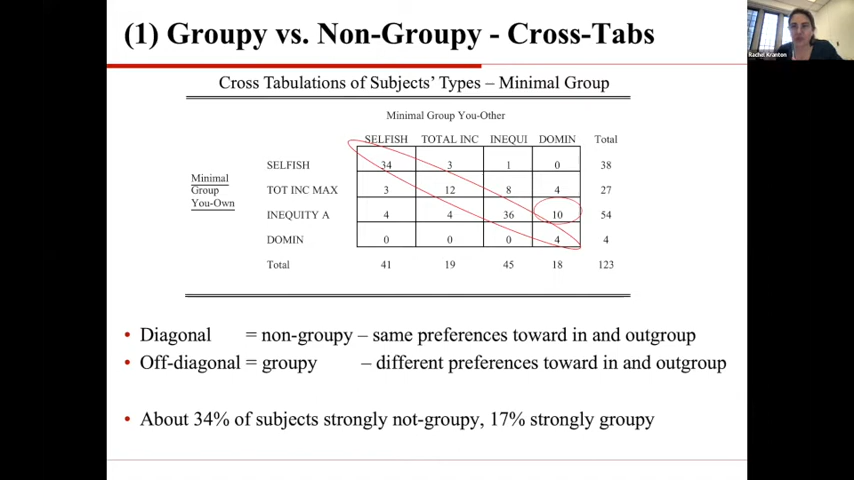 (1) Groupy vs. Non-Groupy - Cross-Tabs
Rachel Kranton
Cross Tabulations of Subjects' Types – Minimal Group
Minimal Group You-Other
SELFISH TOTAL INC INEQUI DOMIN Total
Minimal Group You-Own
SELFISH 34 3 1 0 38
TOT INC MAX 3 12 8 4 27
INEQUITY A 4 4 36 10 54
DOMIN 0 0 0 4 4
Total 41 19 45 18 123
• Diagonal = non-groupy – same preferences toward in and outgroup
• Off-diagonal = groupy – different preferences toward in and outgroup
• About 34% of subjects strongly not-groupy, 17% strongly groupy